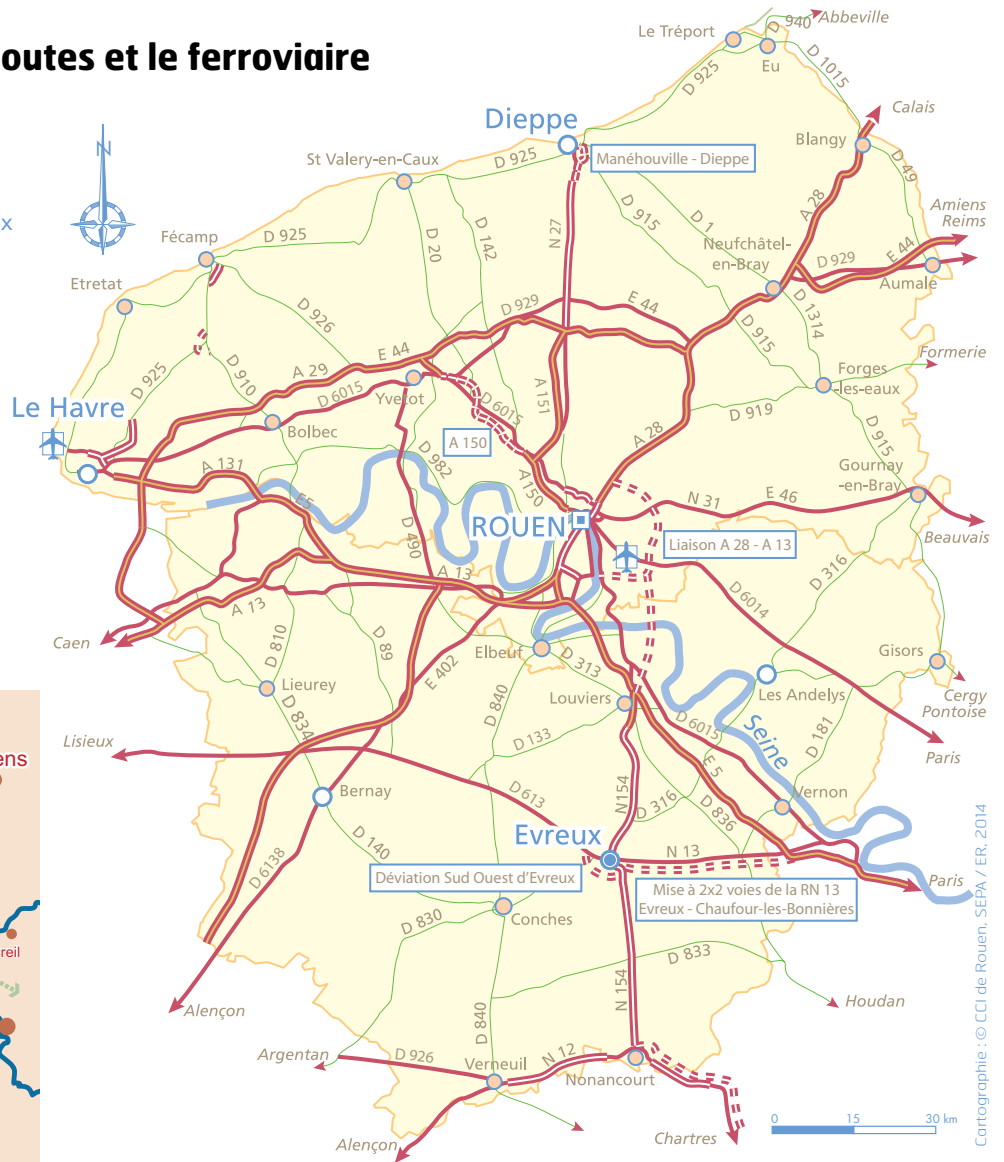 outes et le ferroviaire
x
N
Le Tréport
D 940
Abbeville
Eu
D 1015
D 925
Calais
Dieppe
Blangy
Manéhouville - Dieppe
D 49
St Valery-en-Caux
D 925
A 28
Amiens
Reims
N 27
D 915
D 1
D 142
D 20
Fécamp
D 925
Neufchâtel-
en-Bray
D 929
E 44
Aumale
Etretat
D 926
D 929
E 44
D 1314
D 915
Formerie
Forges
-les-eaux
D 925
D 910
A 29
E 44
A 151
D 6015
Yvetot
D 6015
D 919
Le Havre
Bolbec
A 150
A 28
D 915
Gournay
-en-Bray
A 131
D 982
A 150
N 31
E 46
E5
ROUEN
Beauvais
D 490
Liaison A 28 - A 13
D 316
A 13
D 6014
A 13
Caen
D 810
D 89
Elbeuf
D 313
Gisors
E 402
Lieurey
D 840
Louviers
Les Andelys
Cergy
Pontoise
D 834
D 6015
Seine
D 181
Lisieux
D 133
Paris
ens
E 5
N154
D 316
D 836
Bernay
D 613
Vernon
Evreux
D 140
N 13
D 6138
Déviation Sud Ouest d'Evreux
Mise à 2x2 voies de la RN 13
Evreux - Chaufour-les-Bonnières
Paris
D 830
Conches
reil
D 833
N 154
Houdan
Alençon
D 840
Argentan
D 926
Verneuil
N 12
Nonancourt
Alençon
Chartres
0 15 30 km
Cartographie : © CCI de Rouen, SEPA / ER, 2014